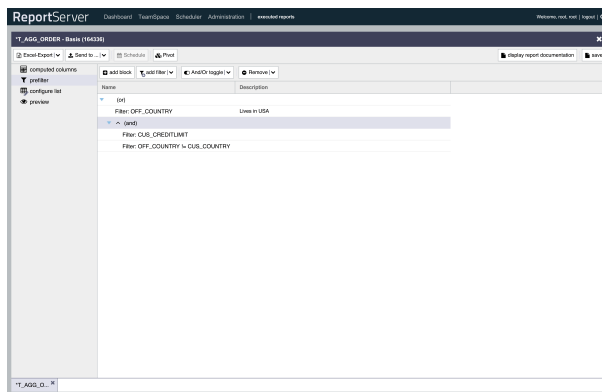 ReportServer Dashboard TeamSpace Scheduler Administration | executed reports Welcome, root, root | logout |
*T_AGG_ORDER - Basis (164336)
Excel-Export Send to ... Schedule Pivot display report documentation save
computed columns
prefilter
configure list
preview
add block add filter And/Or toggle Remove
Name Description
(or)
Filter: OFF_COUNTRY Lives in USA
(and)
Filter: CUS_CREDITLIMIT
Filter: OFF_COUNTRY != CUS_COUNTRY
*T_AGG_O...